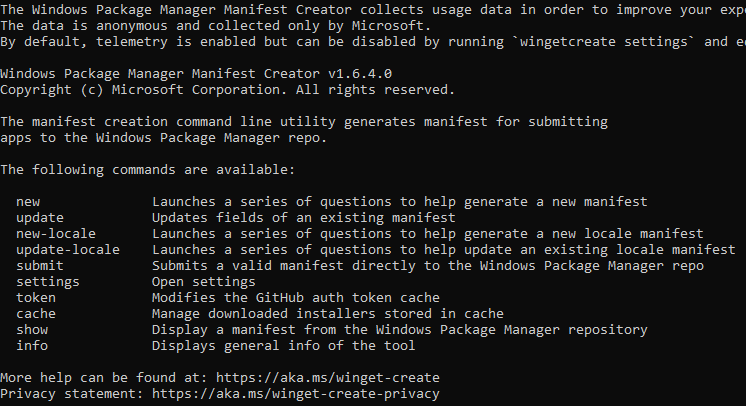 The Windows Package Manager Manifest Creator collects usage data in order to improve your
The data is anonymous and collected only by Microsoft.
By default, telemetry is enabled but can be disabled by running `wingetcreate settings` and
Windows Package Manager Manifest Creator v1.6.4.0
Copyright (c) Microsoft Corporation. All rights reserved.
The manifest creation command line utility generates manifest for submitting
apps to the Windows Package Manager repo.
The following commands are available:
new Launches a series of questions to help generate a new manifest
update Updates fields of an existing manifest
new-locale Launches a series of questions to help generate a new locale manifest
update-locale Launches a series of questions to help update an existing locale manifest
submit Submits a valid manifest directly to the Windows Package Manager repo
settings Open settings
token Modifies the GitHub auth token cache
cache Manage downloaded installers stored in cache
show Display a manifest from the Windows Package Manager repository
info Displays general info of the tool
More help can be found at: https://aka.ms/winget-create
Privacy statement: https://aka.ms/winget-create-privacy